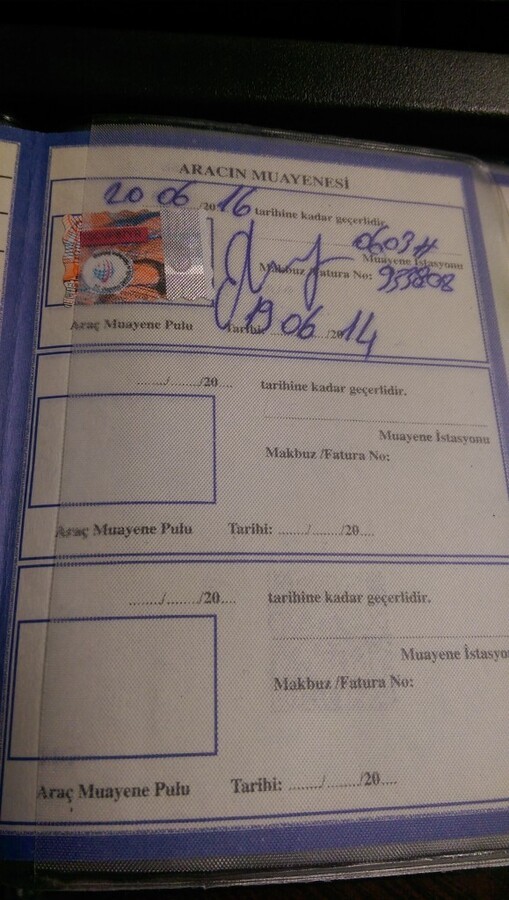 ARACIN MUAYENESİ
20 06 /2016 tarihine kadar geçerlidir.
0603
Muayene İstasyonu
Makbuz /Fatura No: 933808
Araç Muayene Pulu Tarihi: 19 06 /2014
....../....../20.... tarihine kadar geçerlidir.
Muayene İstasyonu
Makbuz /Fatura No:
Araç Muayene Pulu Tarihi: ......../......../20....
......../......../20.... tarihine kadar geçerlidir.
Muayene İstasyo
Makbuz /Fatura No:
Araç Muayene Pulu Tarihi: ......../......../20....